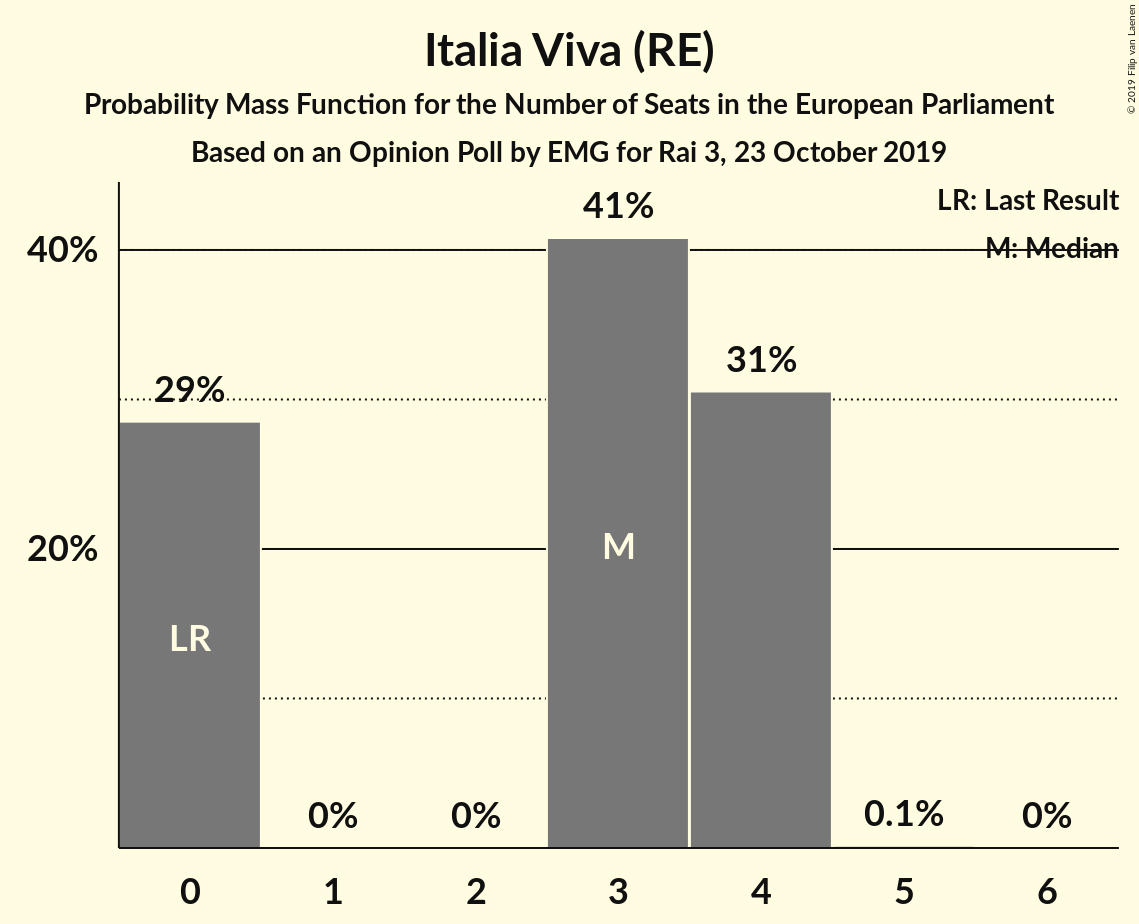 Italia Viva (RE)
Probability Mass Function for the Number of Seats in the European Parliament
Based on an Opinion Poll by EMG for Rai 3, 23 October 2019
© 2019 Filip van Laenen
LR: Last Result
M: Median
41%
40%
31%
29%
20%
M
LR
0%
0%
0.1%
0%
0
1
2
3
4
5
6